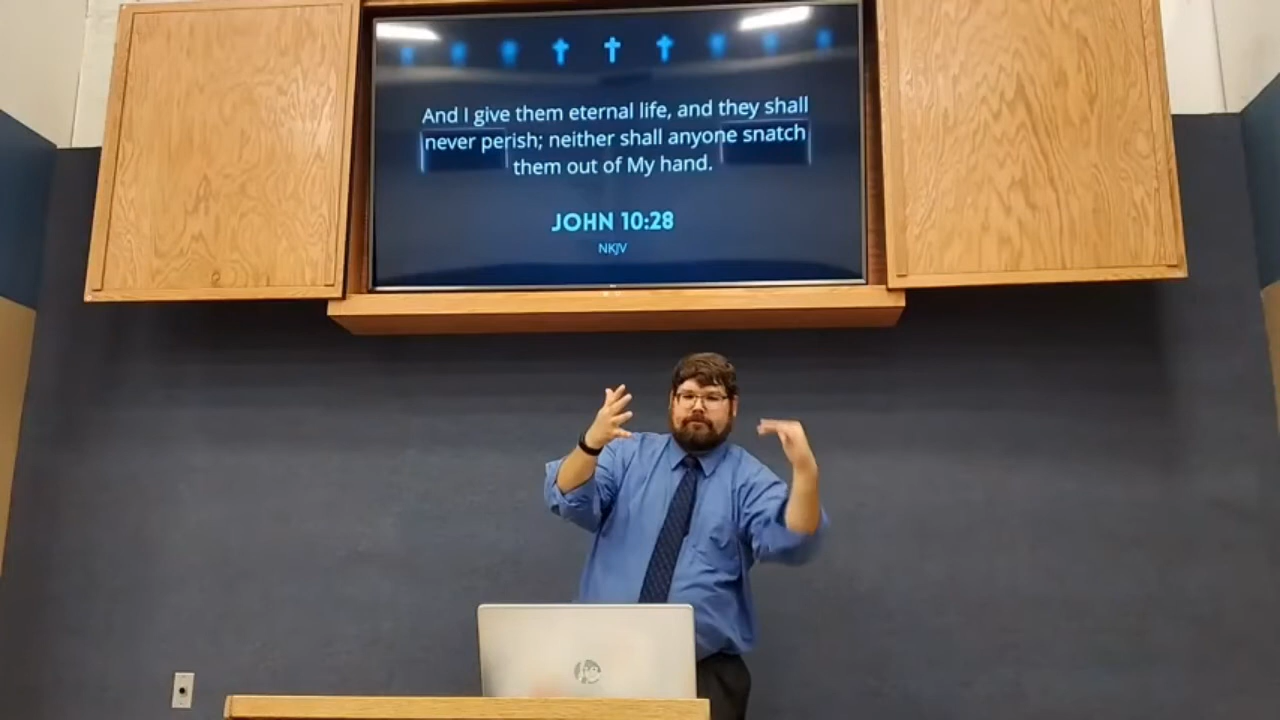 And I give them eternal life, and they shall
never perish; neither shall anyone snatch
them out of My hand.
JOHN 10:28
NKJV
hp